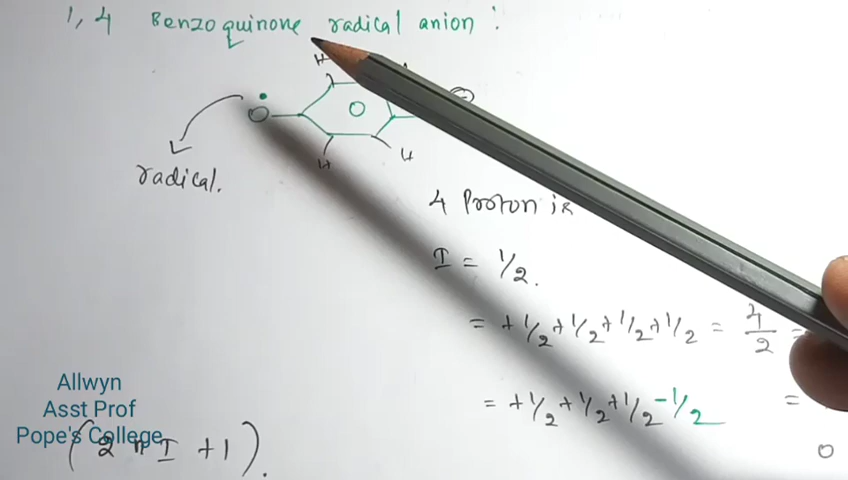 1, 4 Benzoquinone radical anion :
H
O
H
H
radical.
4 Proton is
I = 1/2.
= +1/2 +1/2 +1/2 +1/2 = 4/2 =
= +1/2 +1/2 +1/2 -1/2 =
0
Allwyn
Asst Prof
Pope's College
(2nI +1).